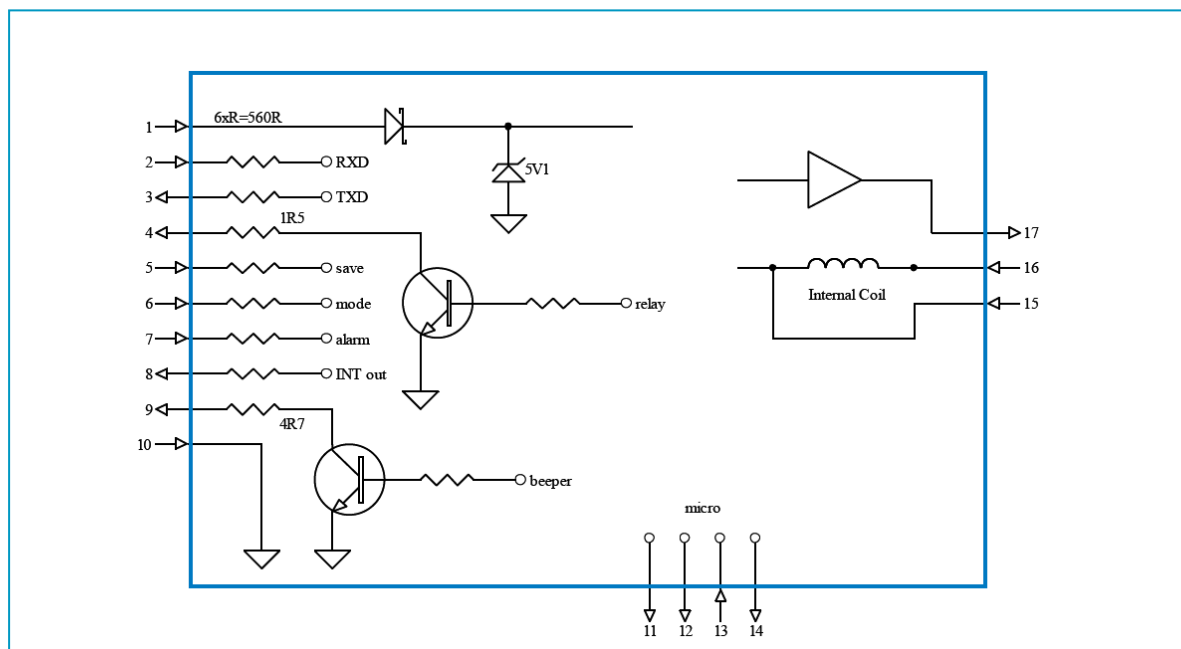 1
6xR=560R
2
RXD
5V1
3
TXD
1R5
4
17
5
save
16
Internal Coil
6
mode
relay
15
7
alarm
8
INT out
9
4R7
10
beeper
micro
11 12 13 14